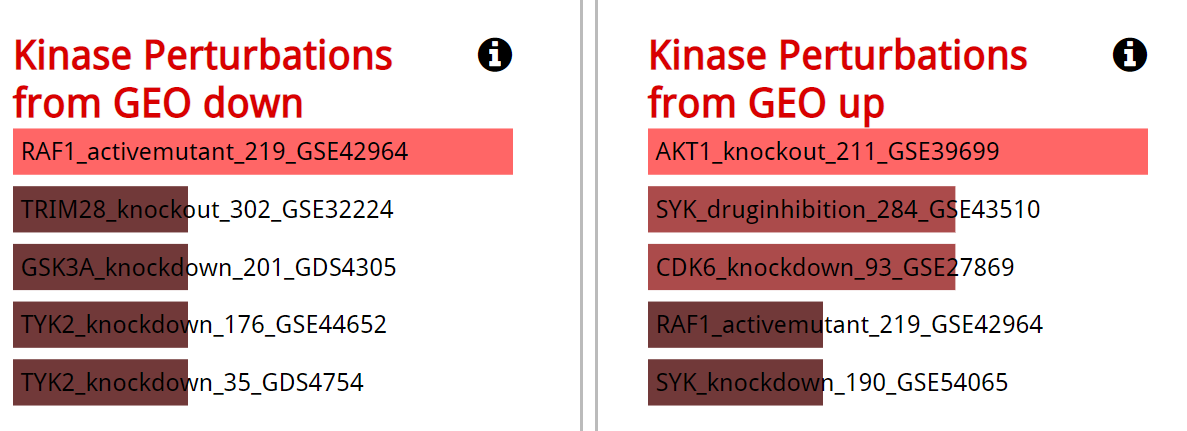 Kinase Perturbations
from GEO down
RAF1_activemutant_219_GSE42964
TRIM28_knockout_302_GSE32224
GSK3A_knockdown_201_GDS4305
TYK2_knockdown_176_GSE44652
TYK2_knockdown_35_GDS4754
Kinase Perturbations
from GEO up
AKT1_knockout_211_GSE39699
SYK_druginhibition_284_GSE43510
CDK6_knockdown_93_GSE27869
RAF1_activemutant_219_GSE42964
SYK_knockdown_190_GSE54065